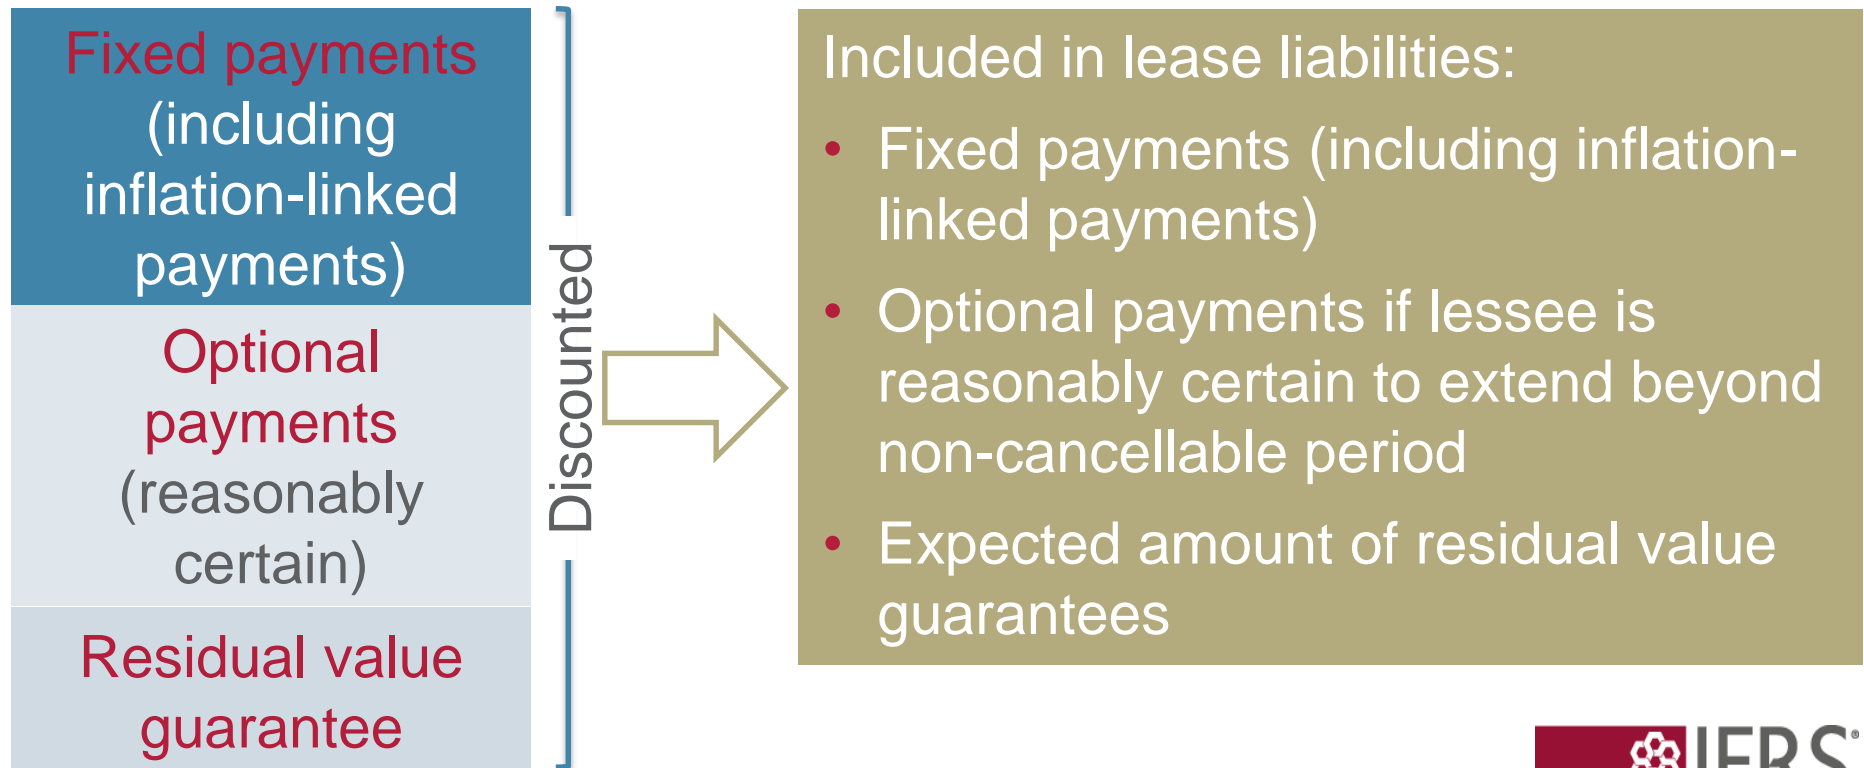 Fixed payments
(including
inflation-linked
payments)
Optional
payments
(reasonably
certain)
Residual value
guarantee
Discounted
Included in lease liabilities:
• Fixed payments (including inflation-
linked payments)
• Optional payments if lessee is
reasonably certain to extend beyond
non-cancellable period
• Expected amount of residual value
guarantees
IFRS®